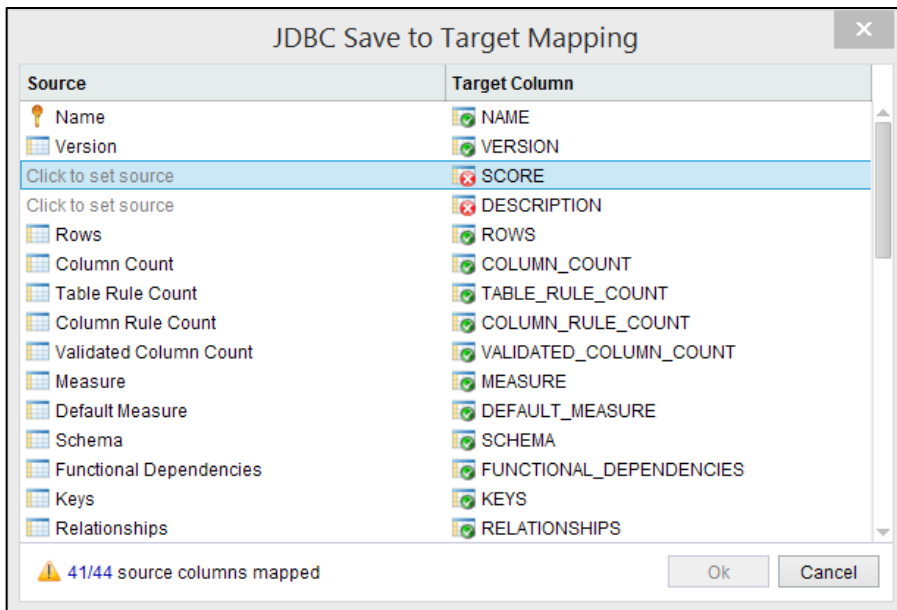 JDBC Save to Target Mapping
Source Target Column
Name NAME
Version VERSION
Click to set source SCORE
Click to set source DESCRIPTION
Rows ROWS
Column Count COLUMN_COUNT
Table Rule Count TABLE_RULE_COUNT
Column Rule Count COLUMN_RULE_COUNT
Validated Column Count VALIDATED_COLUMN_COUNT
Measure MEASURE
Default Measure DEFAULT_MEASURE
Schema SCHEMA
Functional Dependencies FUNCTIONAL_DEPENDENCIES
Keys KEYS
Relationships RELATIONSHIPS
41/44 source columns mapped Ok Cancel